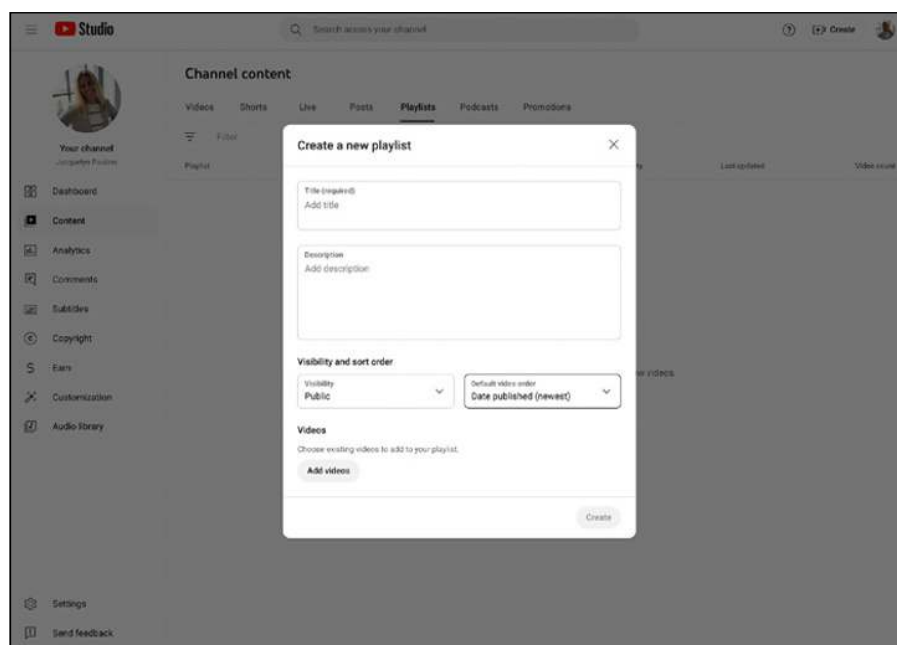 Studio
Search across your channel
Create
Channel content
Videos Shorts Live Posts Playlists Podcasts Promotions
Your channel
Filter
Playlist Last updated Video count
Dashboard
Content
Analytics
Comments
Subtitles
Copyright
Earn
Customization
Audio library
Settings
Send feedback
Create a new playlist
Title (required)
Add title
Description
Add description
Visibility and sort order
Visibility
Public
Default video order
Date published (newest)
Videos
Choose existing videos to add to your playlist.
Add videos
Create
videos.